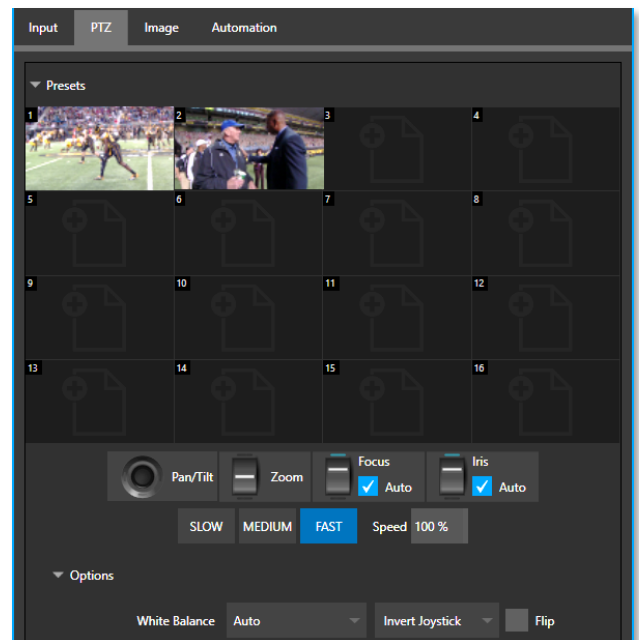 Input PTZ Image Automation
Presets
1 2 3 4
5 6 7 8
9 10 11 12
13 14 15 16
Pan/Tilt Zoom Focus Auto Iris Auto
SLOW MEDIUM FAST Speed 100 %
Options
White Balance Auto Invert Joystick Flip